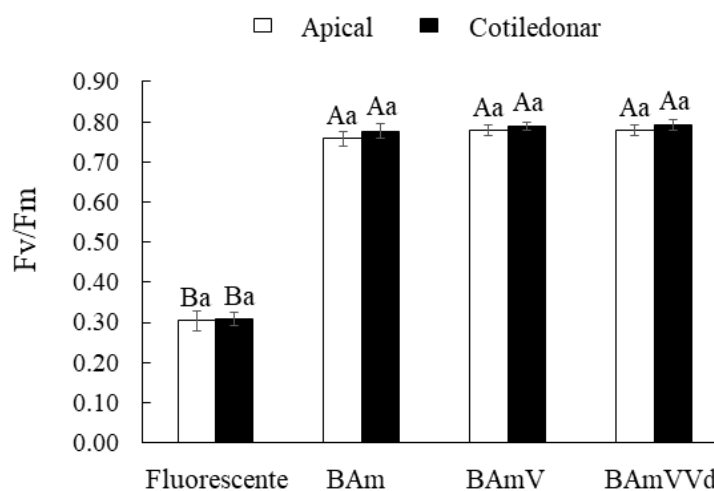 Apical Cotiledonar
Fv/Fm
0.90
0.80
0.70
0.60
0.50
0.40
0.30
0.20
0.10
0.00
Ba Ba Aa Aa Aa Aa Aa Aa
Fluorescente BAm BAmV BAmVVd